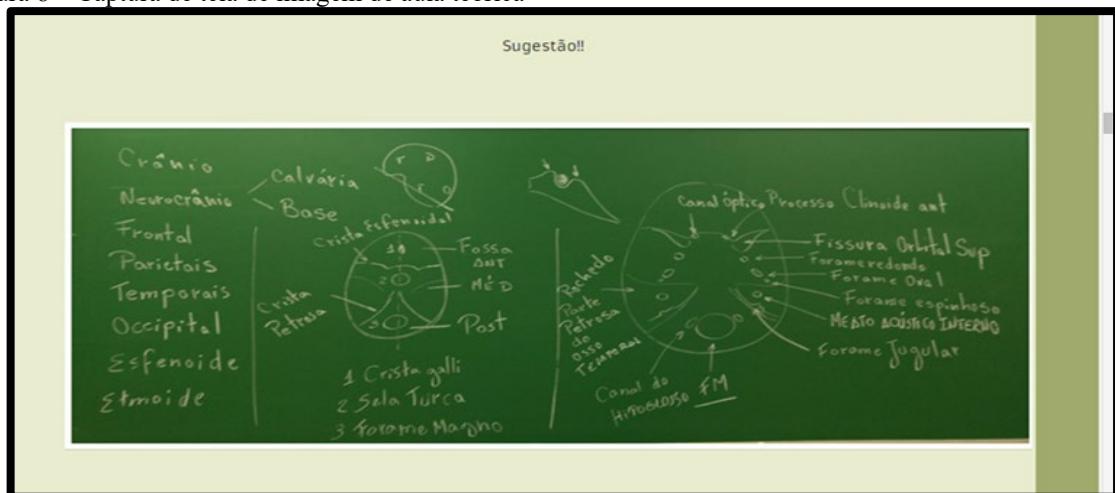 Sugestão!!
Crânio
Neurocrânio
Calvária
Base
Frontal
Parietais
Temporais
Occipital
Esfenoide
Etmoide
Crista Esfenoidal
Crista
Petrosa
1
2
3
Fossa
ANT
MÉD
Post
1 Crista galli
2 Sela Turca
3 Forame Magno
Canal óptico
Processo Clinoide ant
Fissura Orbital Sup
Forame redondo
Forame Oval
Forame espinhoso
MEATO ACÚSTICO INTERNO
Forame Jugular
Rochedo
Parte
Petrosa
do
osso
TEMPORAL
Canal do
HIPOGLOSSO
FM